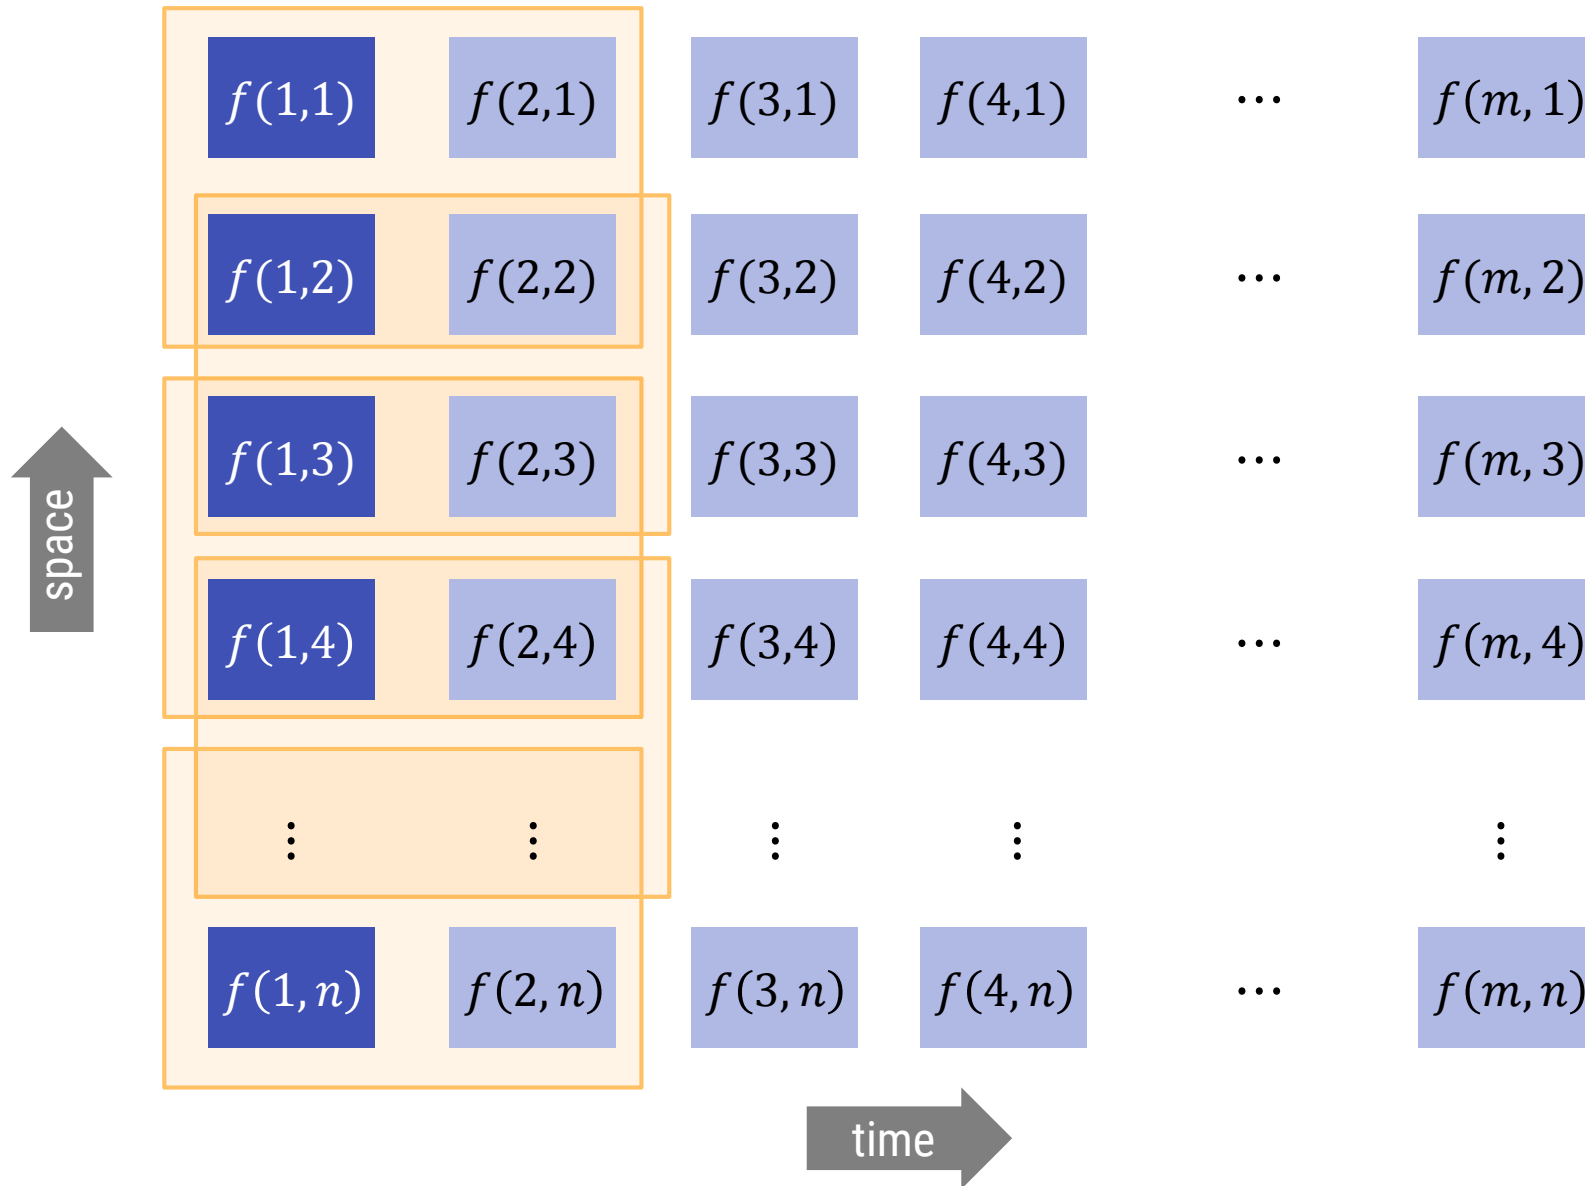 f(1,1) f(2,1) f(3,1) f(4,1) ⋯ f(m, 1)
f(1,2) f(2,2) f(3,2) f(4,2) ⋯ f(m, 2)
f(1,3) f(2,3) f(3,3) f(4,3) ⋯ f(m, 3)
space
f(1,4) f(2,4) f(3,4) f(4,4) ⋯ f(m, 4)
⋮ ⋮ ⋮ ⋮ ⋮
f(1, n) f(2, n) f(3, n) f(4, n) ⋯ f(m, n)
time